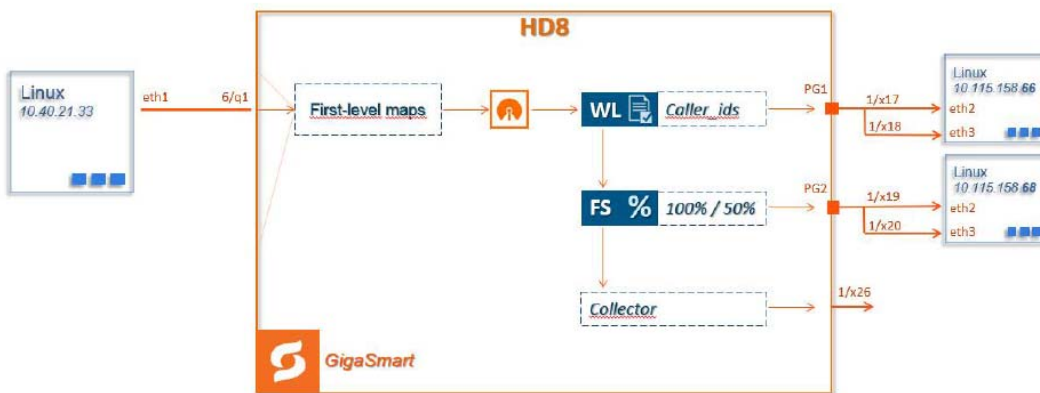 HD8
Linux
10.40.21.33
eth1
6/q1
First-level maps
WL
Caller_ids
PG1
1/x17
1/x18
Linux
10.115.158.66
eth2
eth3
FS % 100% / 50%
PG2
1/x19
1/x20
Linux
10.115.158.68
eth2
eth3
Collector
1/x26
GigaSmart